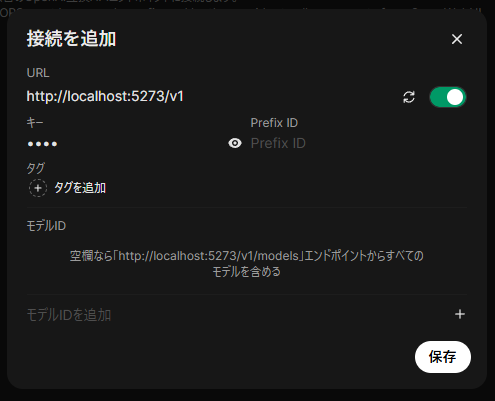 接続を追加
URL
http://localhost:5273/v1
キー
Prefix ID
••••
Prefix ID
タグ
タグを追加
モデルID
空欄なら「http://localhost:5273/v1/models」エンドポイントからすべての
モデルを含める
モデルIDを追加
保存